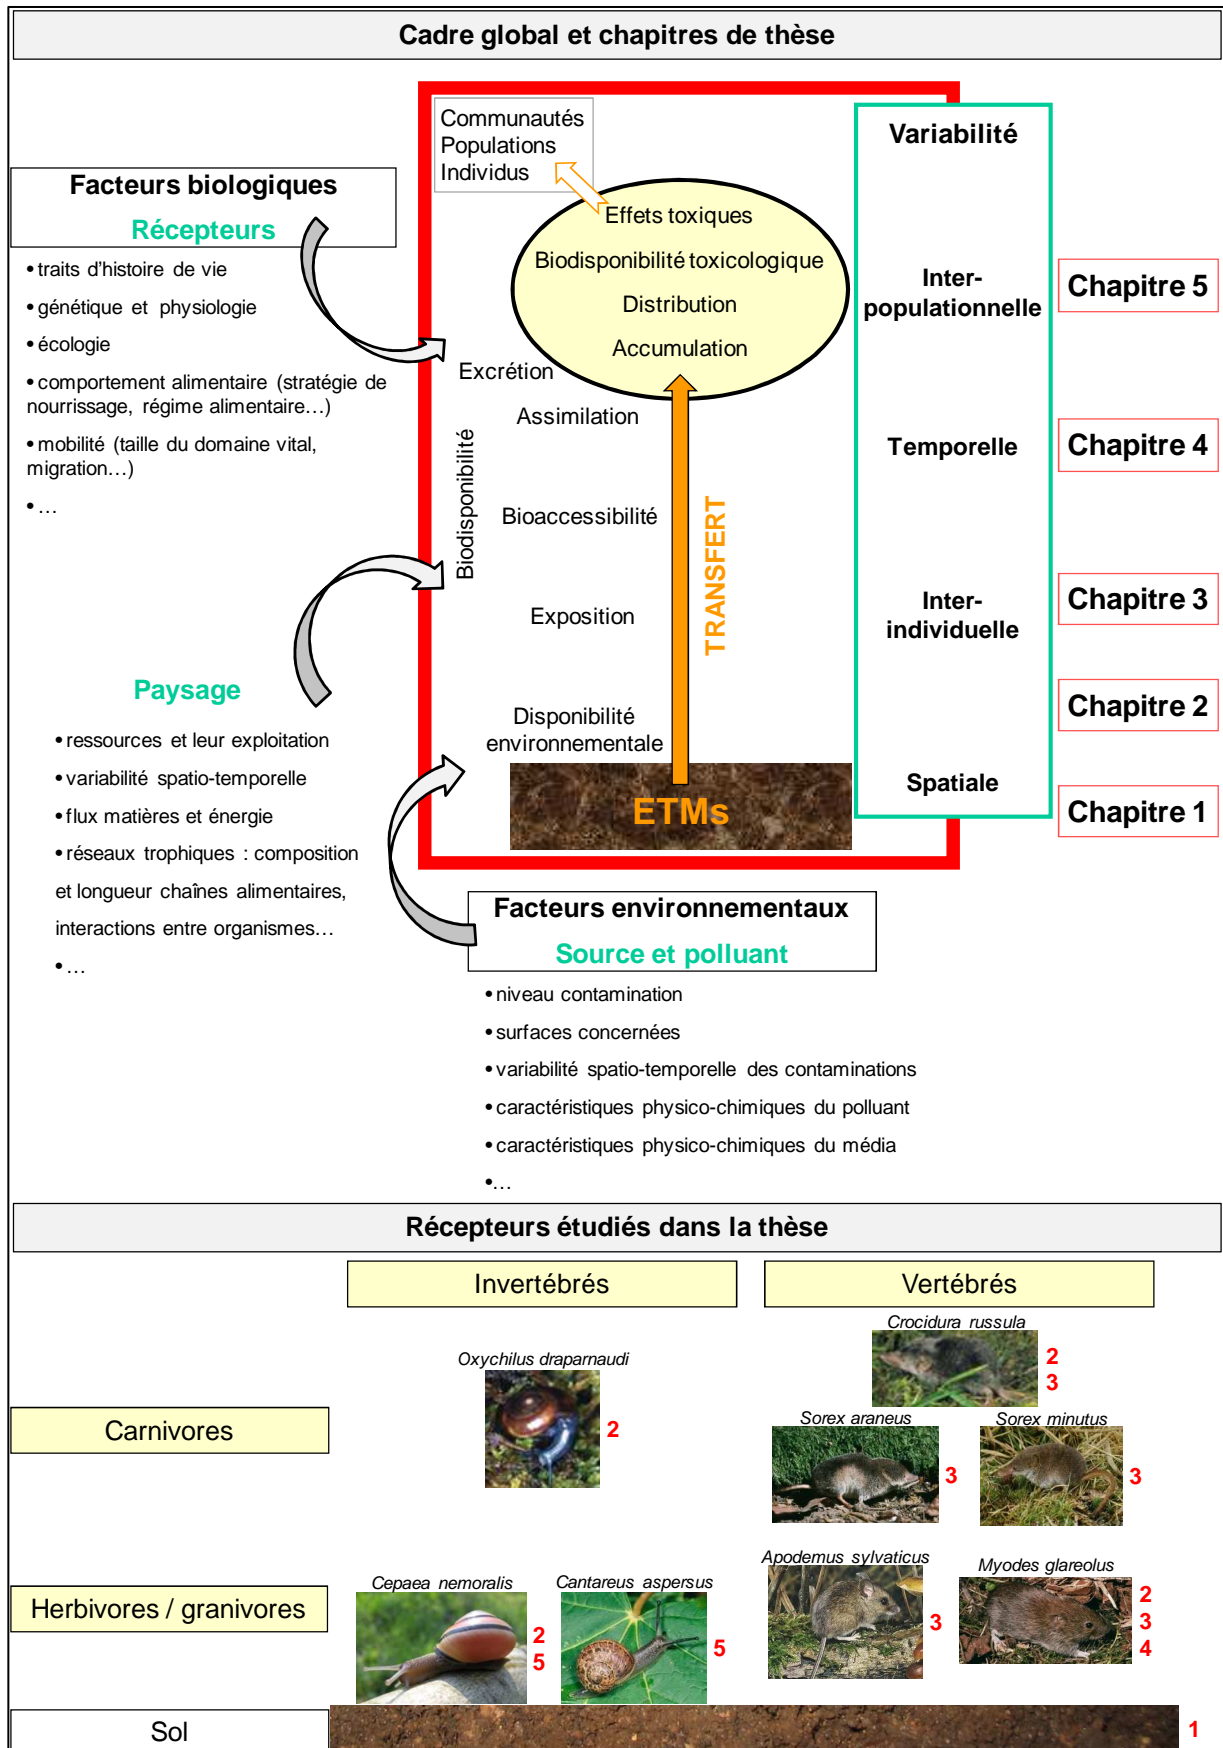 Cadre global et chapitres de thèse
Communautés
Populations
Individus
Variabilité
Facteurs biologiques
Récepteurs
• traits d'histoire de vie
• génétique et physiologie
• écologie
• comportement alimentaire (stratégie de
nourrissage, régime alimentaire…)
• mobilité (taille du domaine vital,
migration…)
• …
Effets toxiques
Biodisponibilité toxicologique
Distribution
Accumulation
Excrétion
Assimilation
Biodisponibilité
Bioaccessibilité
TRANSFERT
Exposition
Disponibilité
environnementale
ETMs
Inter-
populationnelle
Temporelle
Inter-
individuelle
Spatiale
Chapitre 5
Chapitre 4
Chapitre 3
Chapitre 2
Chapitre 1
Paysage
• ressources et leur exploitation
• variabilité spatio-temporelle
• flux matières et énergie
• réseaux trophiques : composition
et longueur chaînes alimentaires,
interactions entre organismes…
• …
Facteurs environnementaux
Source et polluant
• niveau contamination
• surfaces concernées
• variabilité spatio-temporelle des contaminations
• caractéristiques physico-chimiques du polluant
• caractéristiques physico-chimiques du média
•…
Récepteurs étudiés dans la thèse
Invertébrés
Vertébrés
Carnivores
Oxychilus draparnaudi
2
Crocidura russula
2
3
Sorex araneus
3
Sorex minutus
3
Herbivores / granivores
Cepaea nemoralis
2
5
Cantareus aspersus
5
Apodemus sylvaticus
3
Myodes glareolus
2
3
4
Sol
1